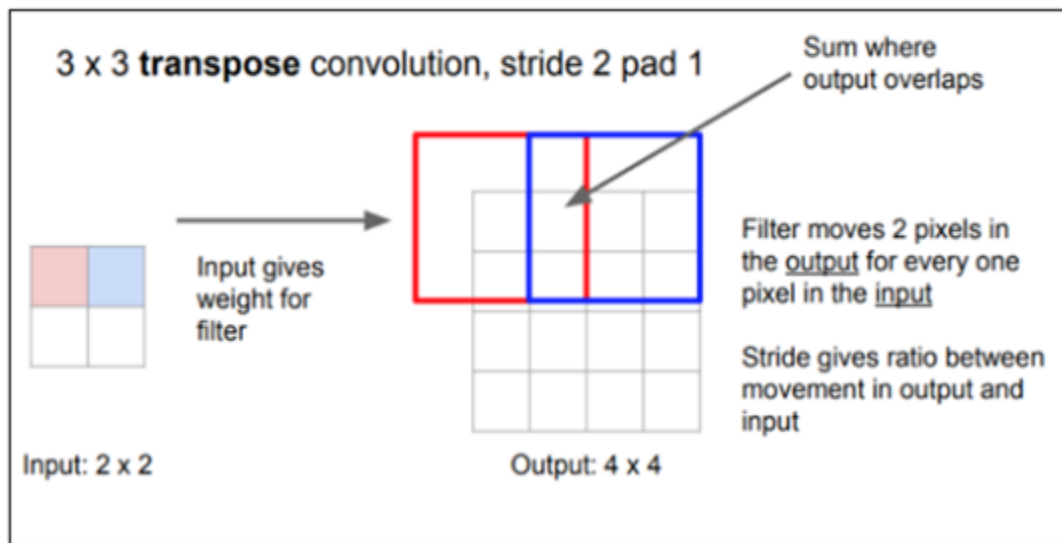 3 x 3 transpose convolution, stride 2 pad 1
Sum where
output overlaps
Input gives
weight for
filter
Filter moves 2 pixels in
the output for every one
pixel in the input
Stride gives ratio between
movement in output and
input
Input: 2 x 2
Output: 4 x 4